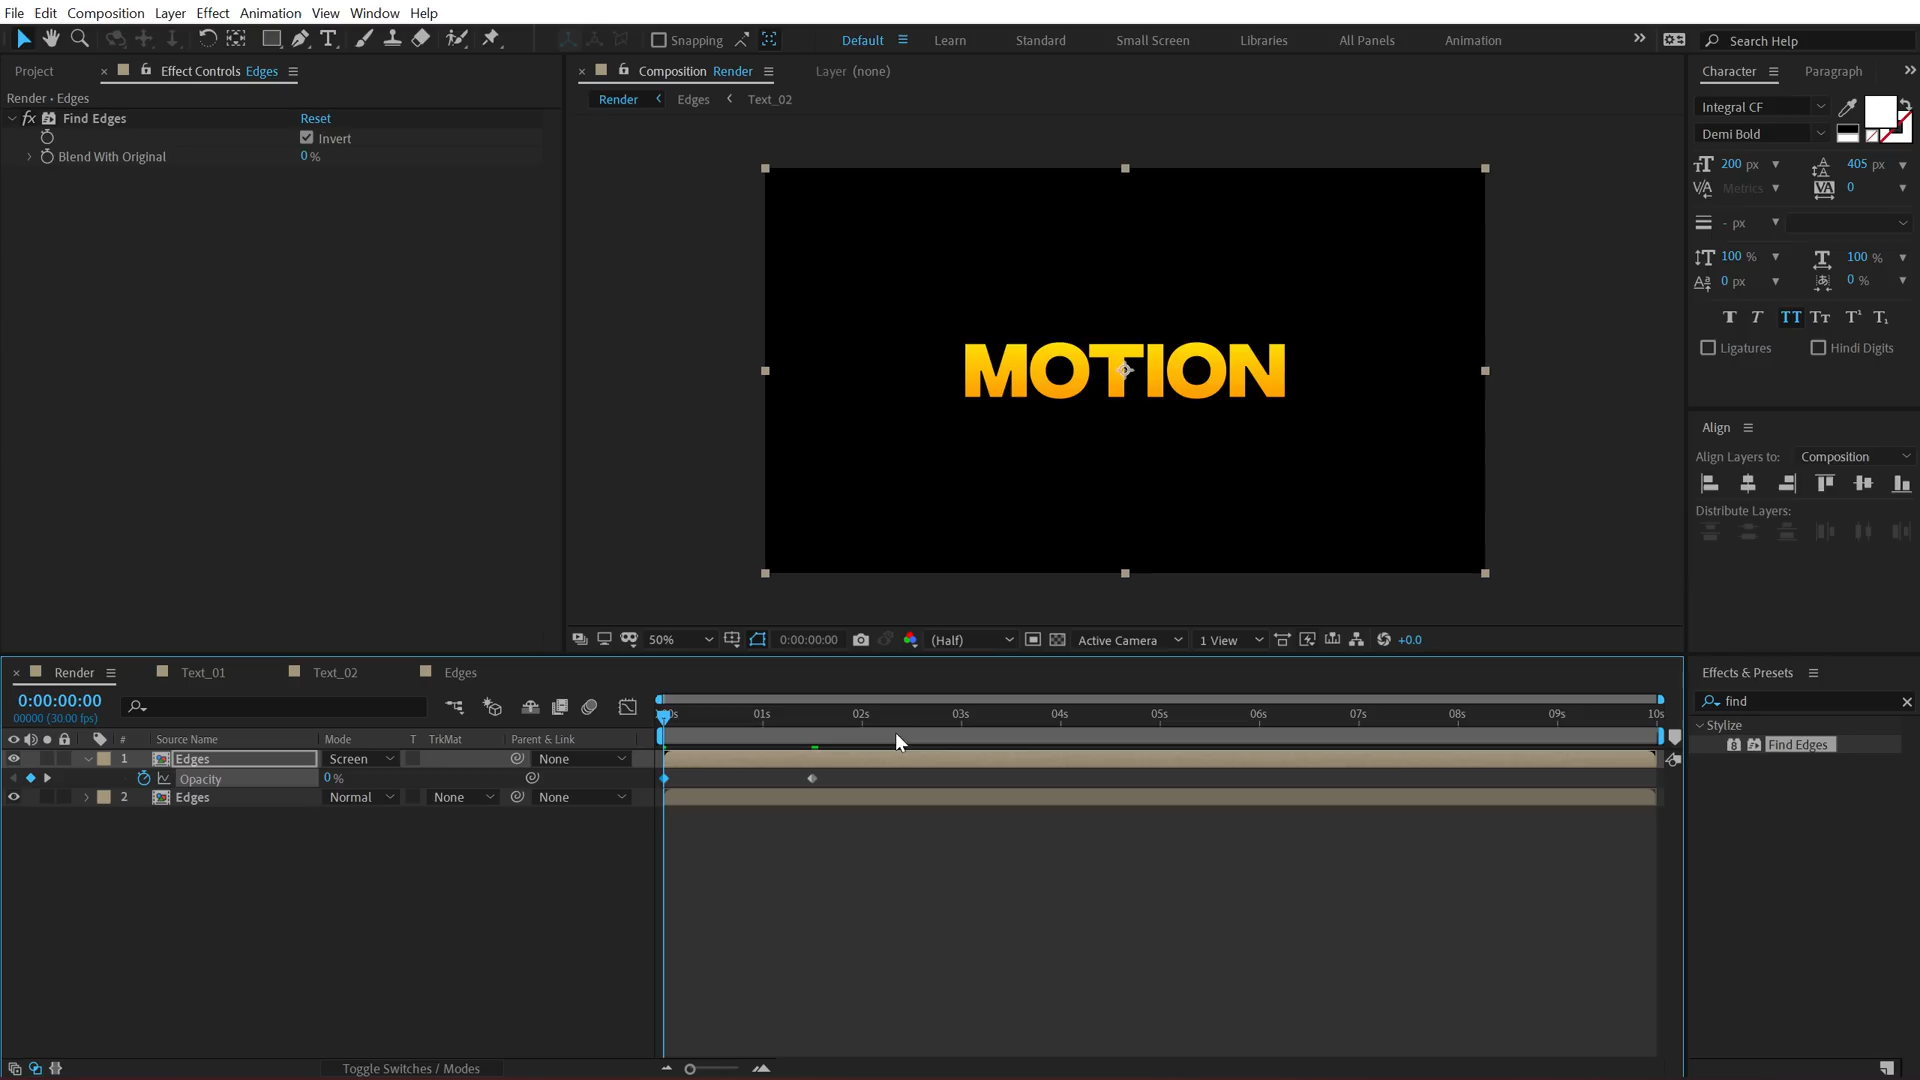 File Edit Composition Layer Effect Animation View Window Help
Snapping Default Learn Standard Small Screen Libraries All Panels Animation Search Help
Project Effect Controls Edges Composition Render Layer (none) Character Paragraph
Render • Edges Render Edges Text_02
fx Find Edges Reset
Invert
Blend With Original 0 %
Integral CF
Demi Bold
200 px 405 px
Metrics 0
- px
100 % 100 %
0 px 0 %
Ligatures Hindi Digits
MOTION
Align
Align Layers to: Composition
Distribute Layers:
50% 0:00:00:00 (Half) Active Camera 1 View +0.0
Render Text_01 Text_02 Edges
0:00:00:00
00000 (30.00 fps)
01s 02s 03s 04s 05s 06s 07s 08s 09s 10s
# Source Name Mode T TrkMat Parent & Link
1 Edges Screen None
Opacity 0 %
2 Edges Normal None None
Toggle Switches / Modes
Effects & Presets
find
Stylize
8 Find Edges